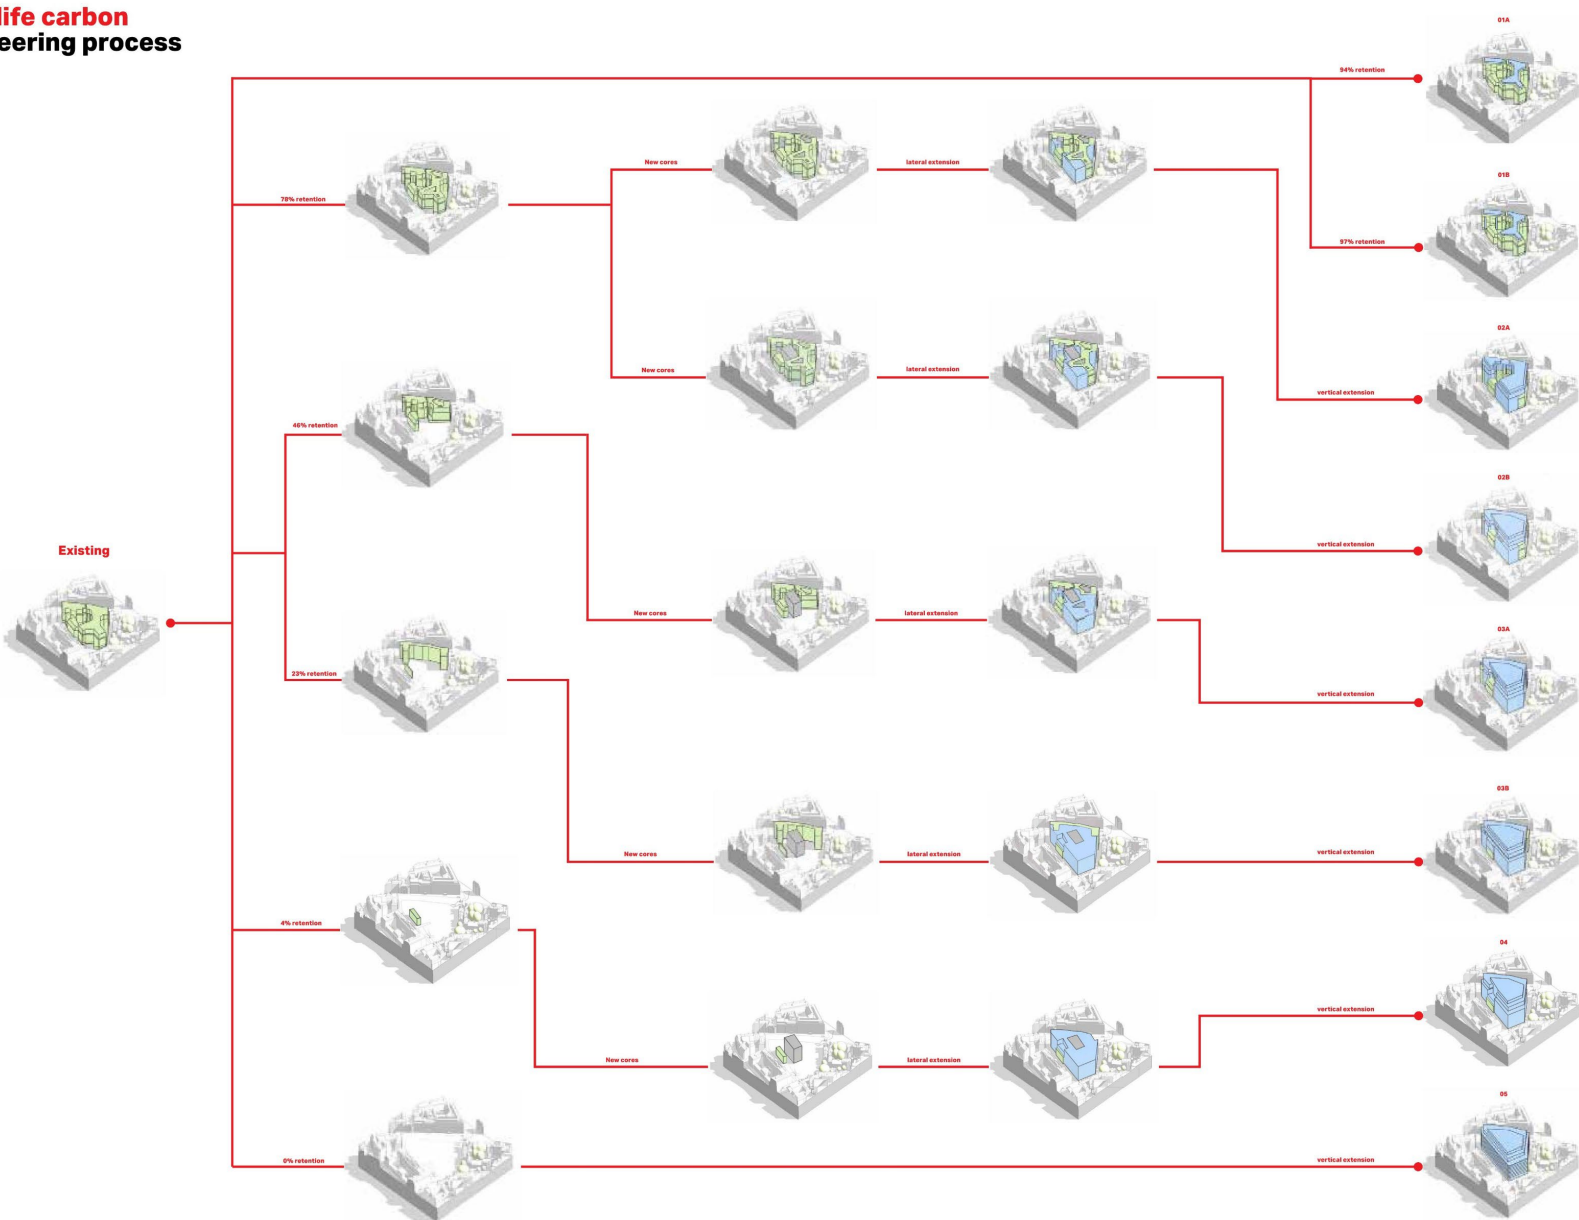 life carbon
eering process
01A
94% retention
01B
97% retention
78% retention
New cores
lateral extension
02A
vertical extension
New cores
lateral extension
02B
vertical extension
46% retention
Existing
New cores
lateral extension
03A
vertical extension
23% retention
New cores
lateral extension
03B
vertical extension
4% retention
New cores
lateral extension
04
vertical extension
0% retention
05
vertical extension